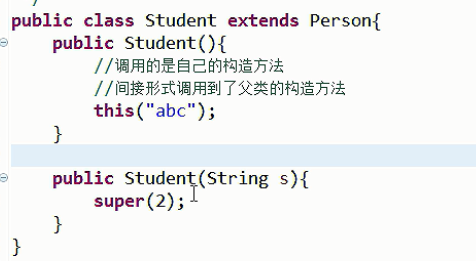 public class Student extends Person{
public Student(){
//调用的是自己的构造方法
//间接形式调用到了父类的构造方法
this("abc");
}
public Student(String s){
super(2);
}
}